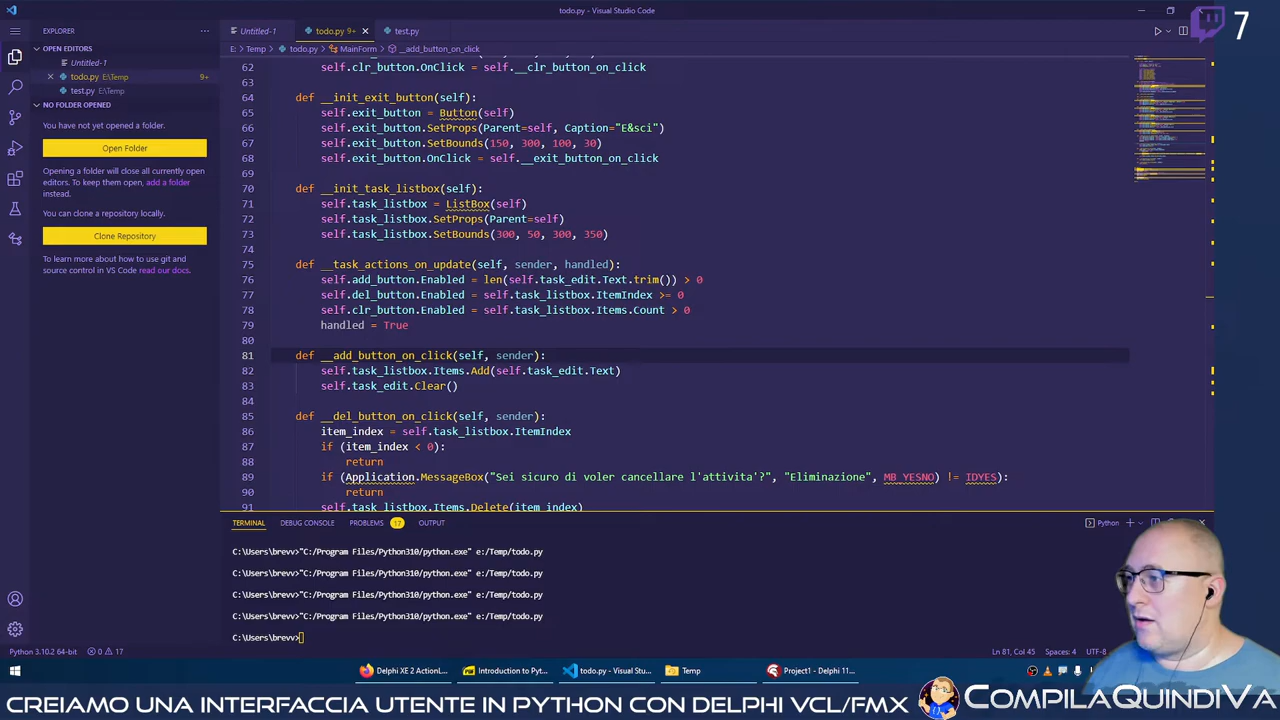 todo.py - Visual Studio Code
7
EXPLORER ···
Untitled-1 todo.py 9+ × test.py
OPEN EDITORS
E: > Temp > todo.py > MainForm > __add_button_on_click
Untitled-1
× todo.py E:\Temp 9+
test.py E:\Temp
NO FOLDER OPENED
You have not yet opened a folder.
Open Folder
Opening a folder will close all currently open
editors. To keep them open, add a folder
instead.
You can clone a repository locally.
Clone Repository
To learn more about how to use git and
source control in VS Code read our docs.
62 self.clr_button.OnClick = self.__clr_button_on_click
63
64 def __init_exit_button(self):
65 self.exit_button = Button(self)
66 self.exit_button.SetProps(Parent=self, Caption="E&sci")
67 self.exit_button.SetBounds(150, 300, 100, 30)
68 self.exit_button.OnClick = self.__exit_button_on_click
69
70 def __init_task_listbox(self):
71 self.task_listbox = ListBox(self)
72 self.task_listbox.SetProps(Parent=self)
73 self.task_listbox.SetBounds(300, 50, 300, 350)
74
75 def __task_actions_on_update(self, sender, handled):
76 self.add_button.Enabled = len(self.task_edit.Text.trim()) > 0
77 self.del_button.Enabled = self.task_listbox.ItemIndex >= 0
78 self.clr_button.Enabled = self.task_listbox.Items.Count > 0
79 handled = True
80
81 def __add_button_on_click(self, sender):
82 self.task_listbox.Items.Add(self.task_edit.Text)
83 self.task_edit.Clear()
84
85 def __del_button_on_click(self, sender):
86 item_index = self.task_listbox.ItemIndex
87 if (item_index < 0):
88 return
89 if (Application.MessageBox("Sei sicuro di voler cancellare l'attivita'?", "Eliminazione", MB_YESNO) != IDYES):
90 return
91 self.task_listbox.Items.Delete(item_index)
TERMINAL DEBUG CONSOLE PROBLEMS 17 OUTPUT
Python
C:\Users\brevv>"C:/Program Files/Python310/python.exe" e:/Temp/todo.py
C:\Users\brevv>"C:/Program Files/Python310/python.exe" e:/Temp/todo.py
C:\Users\brevv>"C:/Program Files/Python310/python.exe" e:/Temp/todo.py
C:\Users\brevv>"C:/Program Files/Python310/python.exe" e:/Temp/todo.py
C:\Users\brevv>
Python 3.10.2 64-bit 0 17
Ln 81, Col 45 Spaces: 4 UTF-8
Delphi XE 2 ActionL... Introduction to Pyt... todo.py - Visual Stud... Temp Project1 - Delphi 11...
CREIAMO UNA INTERFACCIA UTENTE IN PYTHON CON DELPHI VCL/FMX
COMPILAQUINDIVA